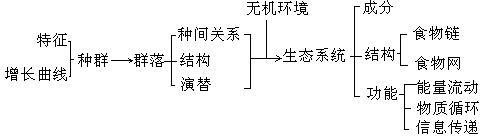 无机环境
成分
特征
种间关系
食物链
种群
群落
结构
生态系统
结构
增长曲线
演替
食物网
功能
能量流动
物质循环
信息传递